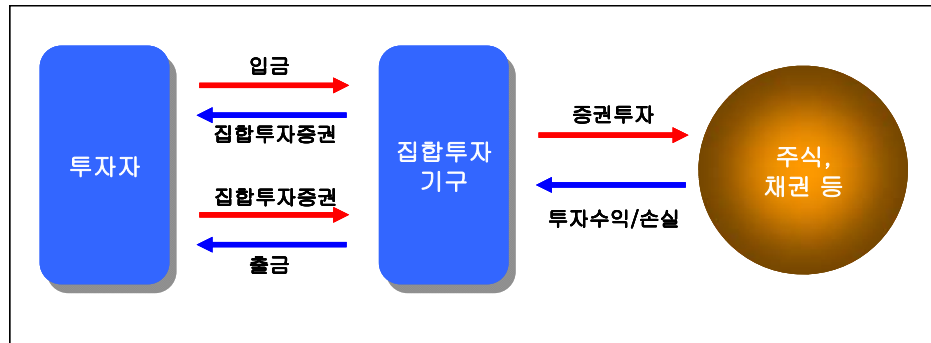 투자자
입금
집합투자증권
집합투자증권
출금
집합투자
기구
증권투자
투자수익/손실
주식,
채권 등